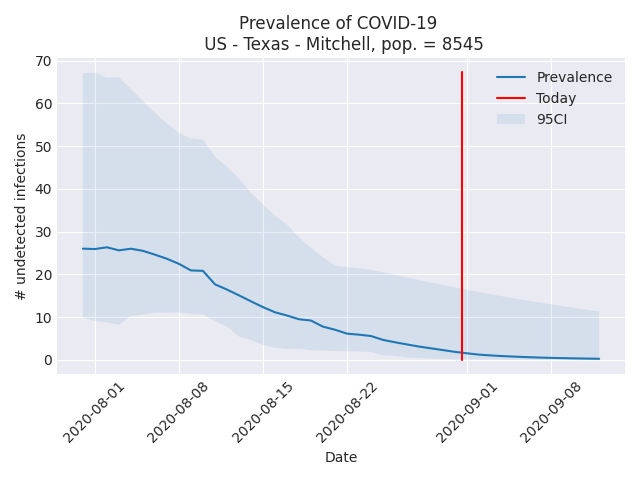 Prevalence of COVID-19
US - Texas - Mitchell, pop. = 8545
# undetected infections
70
60
50
40
30
20
10
0
Prevalence
Today
95CI
2020-08-01
2020-08-08
2020-08-15
2020-08-22
2020-09-01
2020-09-08
Date